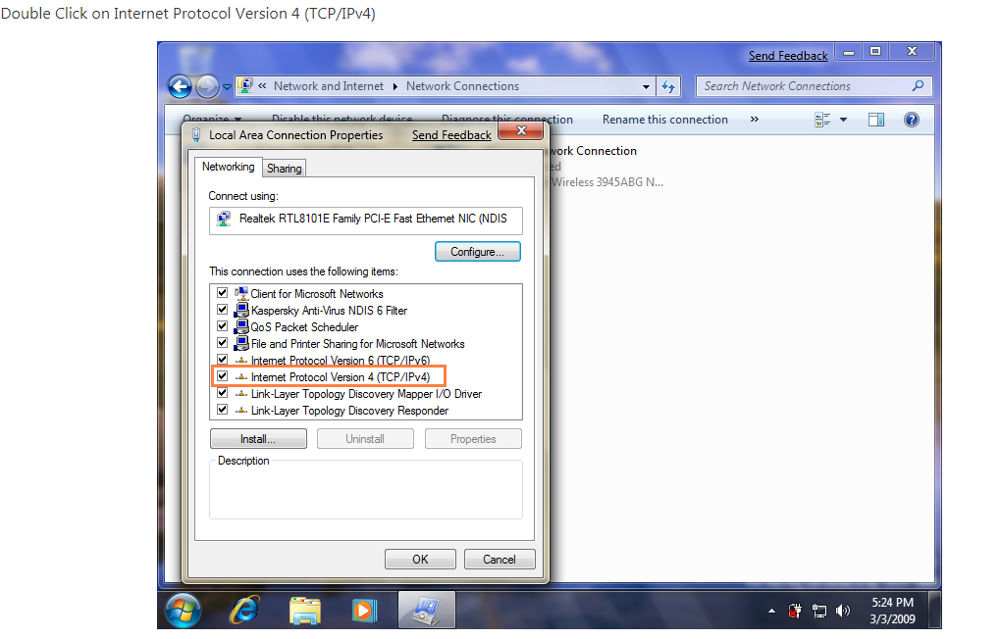 Double Click on Internet Protocol Version 4 (TCP/IPv4)
Send Feedback
« Network and Internet Network Connections
Search Network Connections
Organize Disable this network device Diagnose this connection Rename this connection »
Local Area Connection Properties Send Feedback
work Connection
ed
Wireless 3945ABG N...
Networking Sharing
Connect using:
Realtek RTL8101E Family PCI-E Fast Ethernet NIC (NDIS
Configure...
This connection uses the following items:
Client for Microsoft Networks
Kaspersky Anti-Virus NDIS 6 Filter
QoS Packet Scheduler
File and Printer Sharing for Microsoft Networks
Internet Protocol Version 6 (TCP/IPv6)
Internet Protocol Version 4 (TCP/IPv4)
Link-Layer Topology Discovery Mapper I/O Driver
Link-Layer Topology Discovery Responder
Install... Uninstall Properties
Description
OK Cancel
5:24 PM
3/3/2009